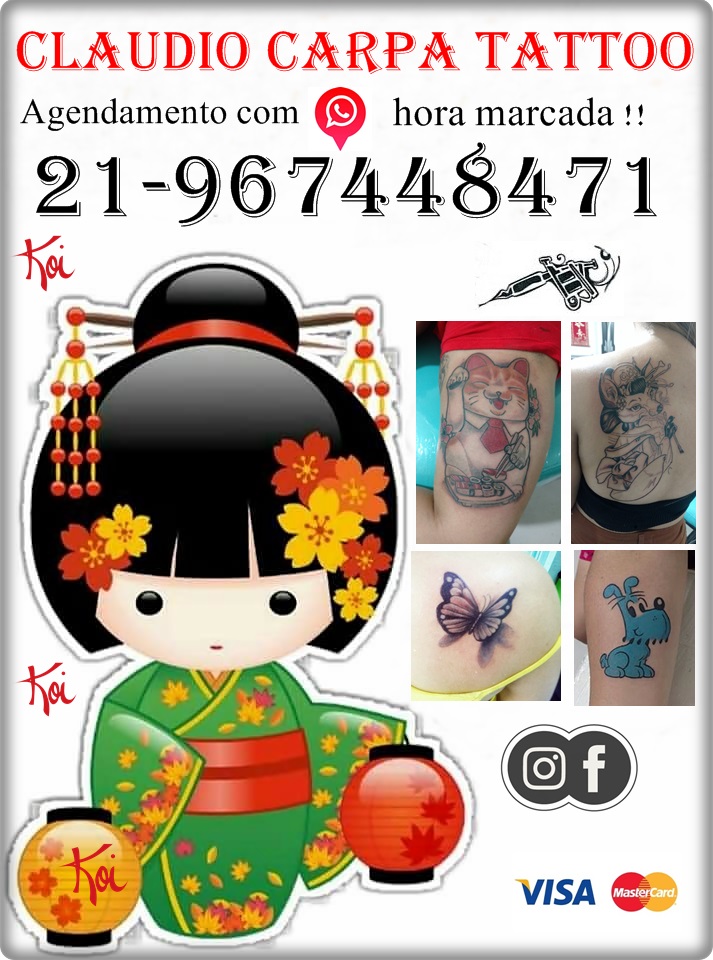 CLAUDIO CARPA TATTOO
Agendamento com hora marcada !!
21-967448471
Koi
Koi
Koi
VISA MasterCard